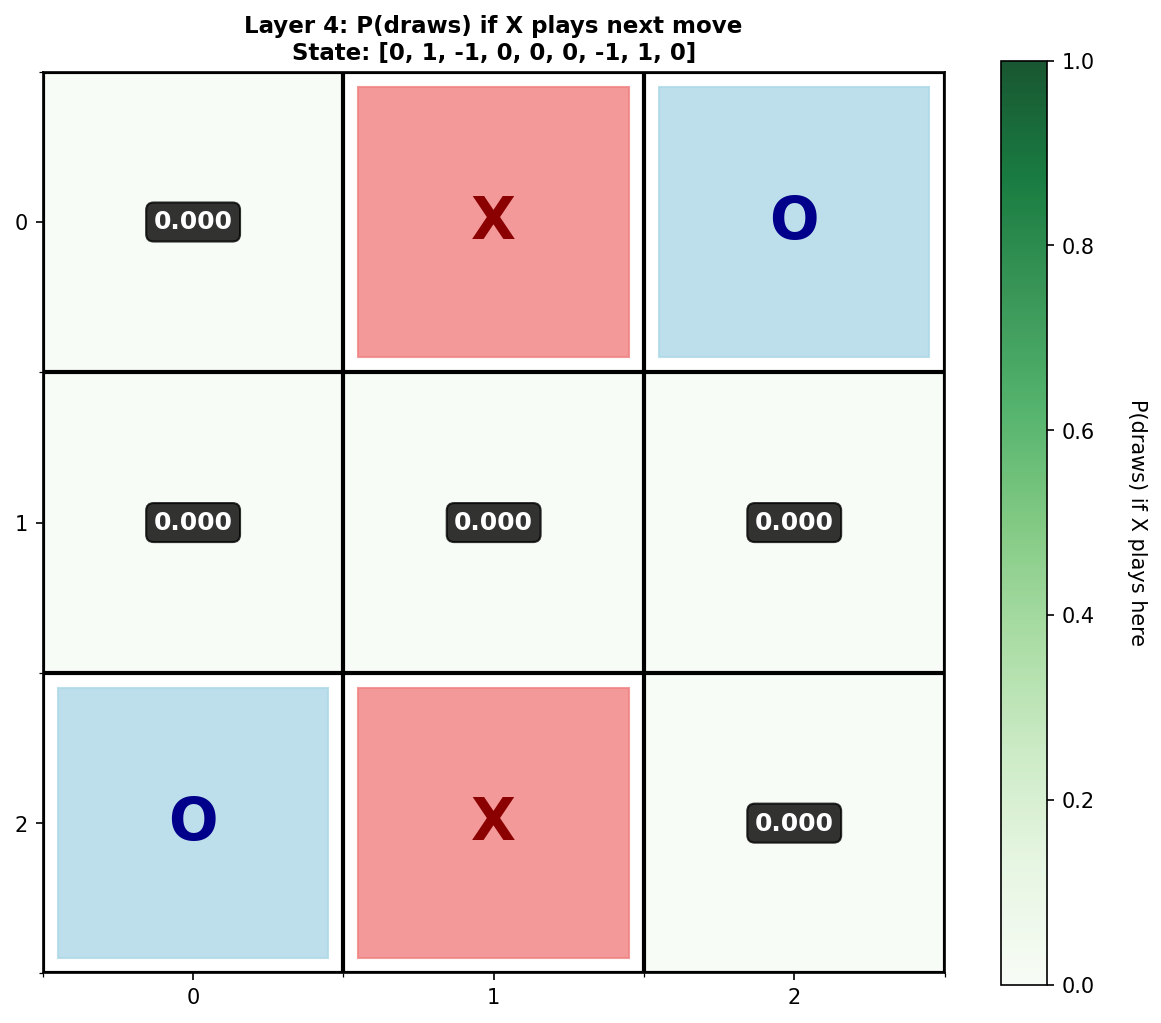 Layer 4: P(draws) if X plays next move
State: [0, 1, -1, 0, 0, 0, -1, 1, 0]
0
0.000
X
O
1
0.000
0.000
0.000
2
O
X
0.000
0
1
2
1.0
0.8
0.6
0.4
0.2
0.0
P(draws) if X plays here